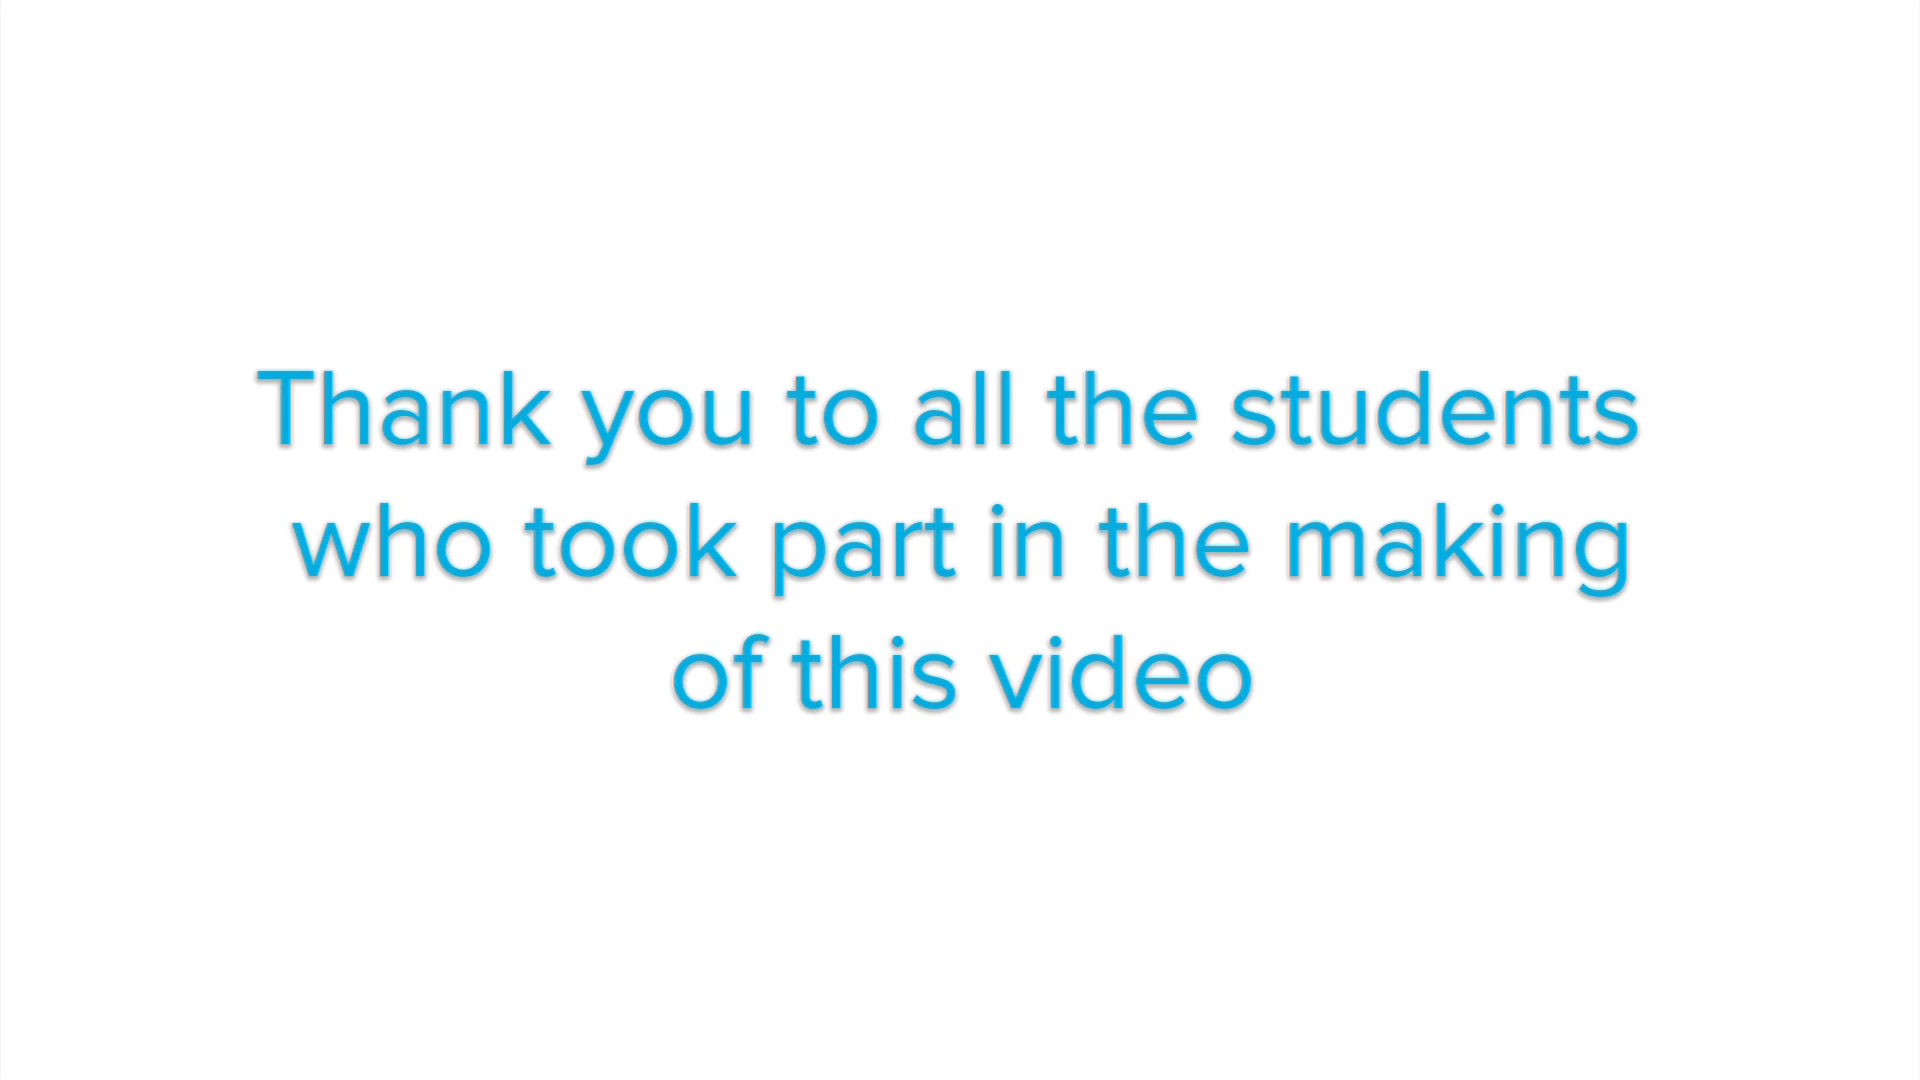 Thank you to all the students
who took part in the making
of this video